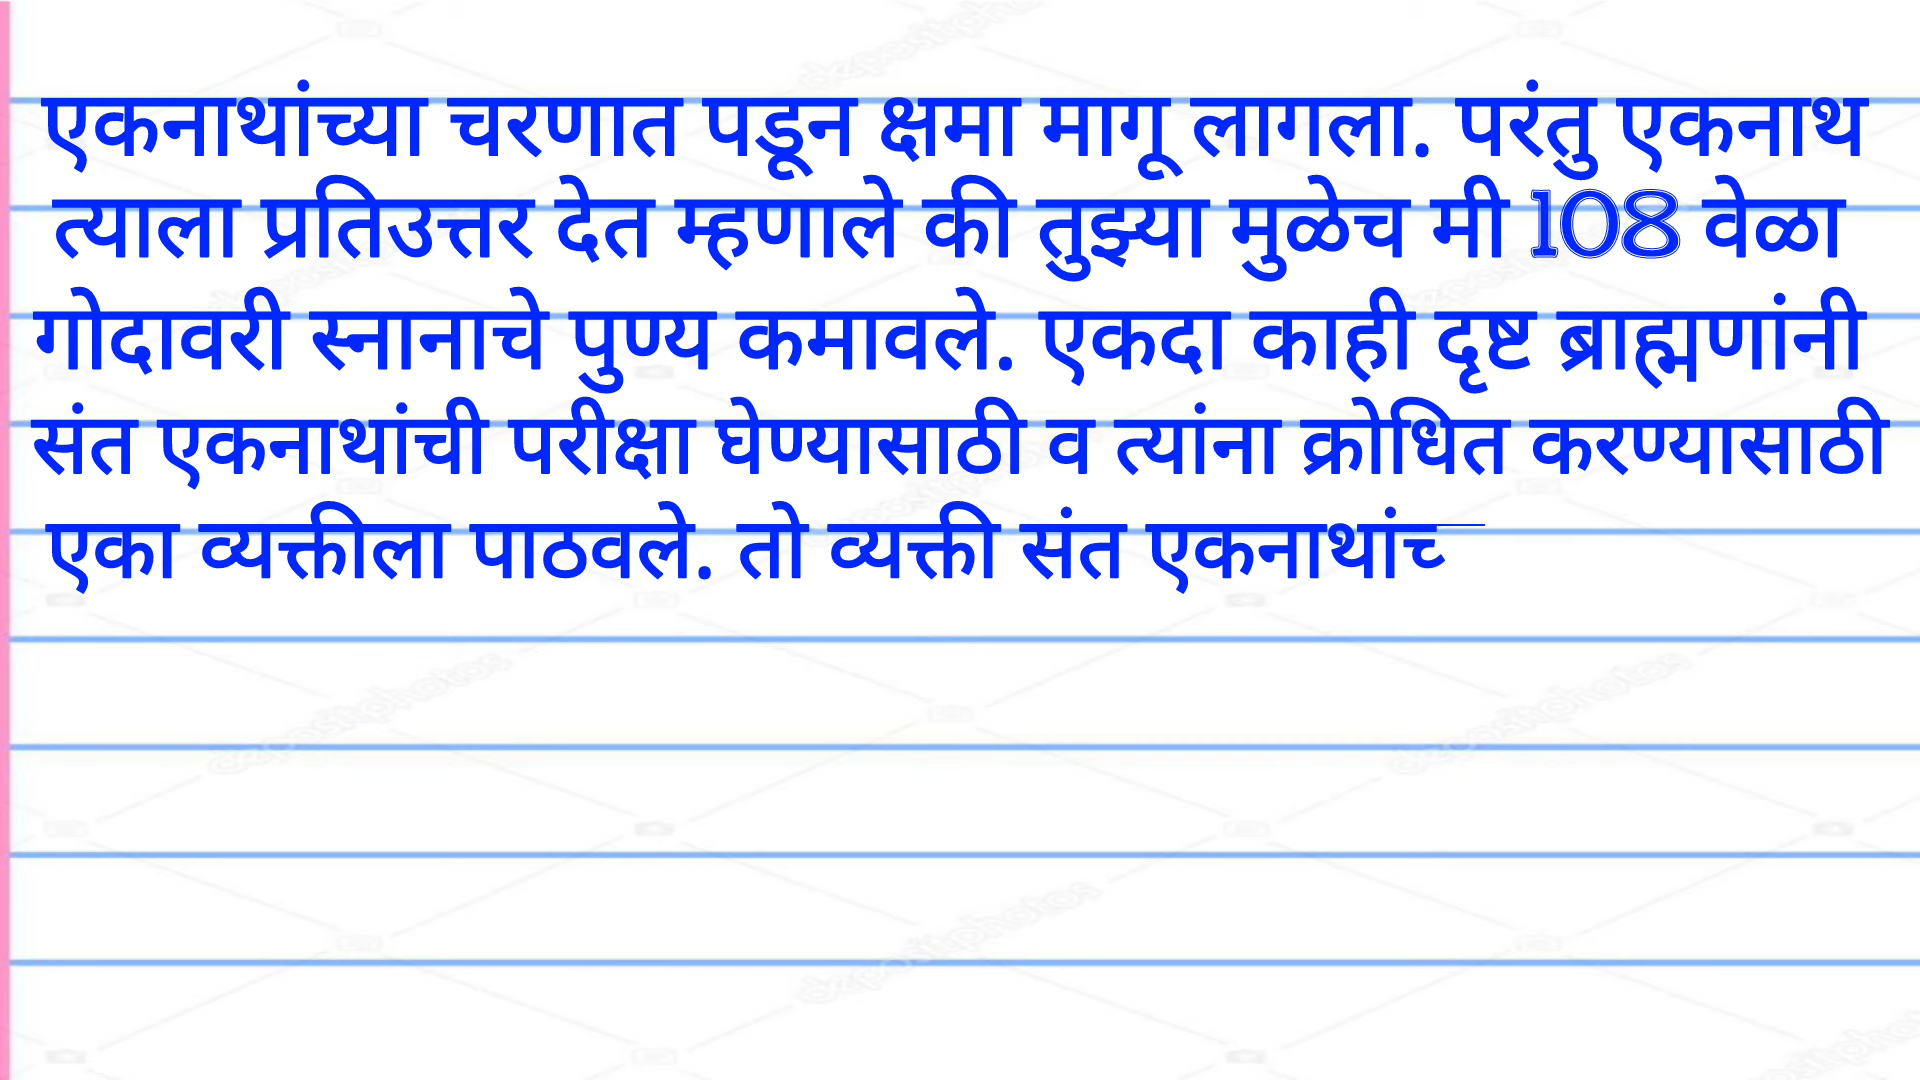 एकनाथांच्या चरणात पडून क्षमा मागू लागला. परंतु एकनाथ
त्याला प्रतिउत्तर देत म्हणाले की तुझ्या मुळेच मी 108 वेळा
गोदावरी स्नानाचे पुण्य कमावले. एकदा काही दृष्ट ब्राह्मणांनी
संत एकनाथांची परीक्षा घेण्यासाठी व त्यांना क्रोधित करण्यासाठी
एका व्यक्तीला पाठवले. तो व्यक्ती संत